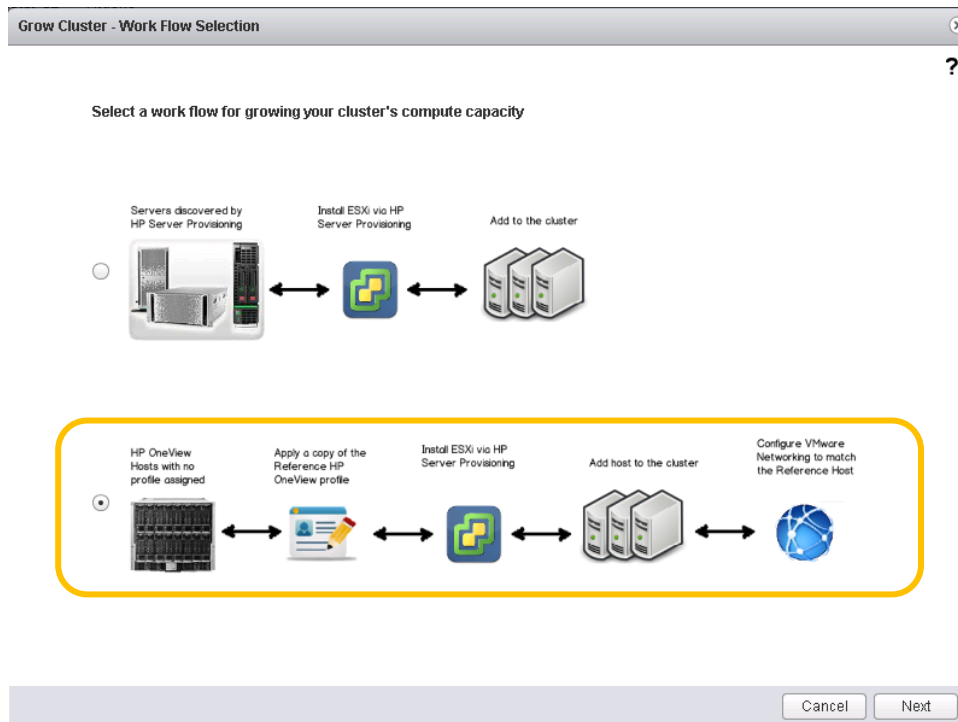 Grow Cluster - Work Flow Selection
?
Select a work flow for growing your cluster's compute capacity
Servers discovered by
HP Server Provisioning
Install ESXi via HP
Server Provisioning
Add to the cluster
HP OneView
Hosts with no
profile assigned
Apply a copy of the
Reference HP
OneView profile
Install ESXi via HP
Server Provisioning
Add host to the cluster
Configure VMware
Networking to match
the Reference Host
Cancel
Next